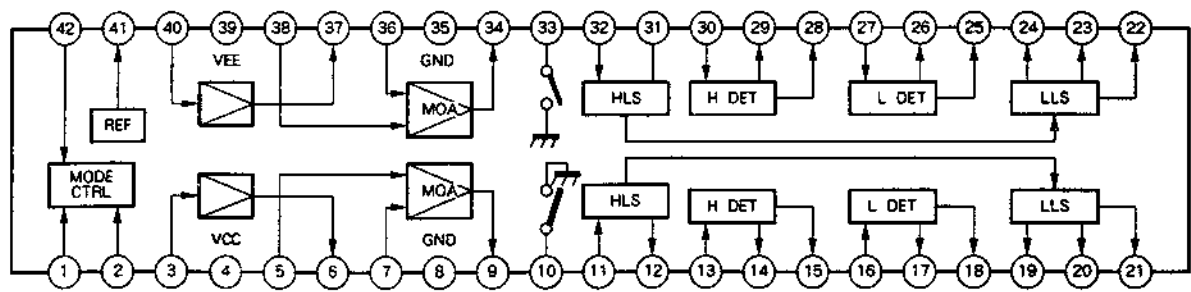 42 41 40 39 38 37 36 35 34 33 32 31 30 29 28 27 26 25 24 23 22
VEE GND
REF MOA HLS H DET L DET LLS
MODE
CTRL
MOA HLS H DET L DET LLS
VCC GND
1 2 3 4 5 6 7 8 9 10 11 12 13 14 15 16 17 18 19 20 21